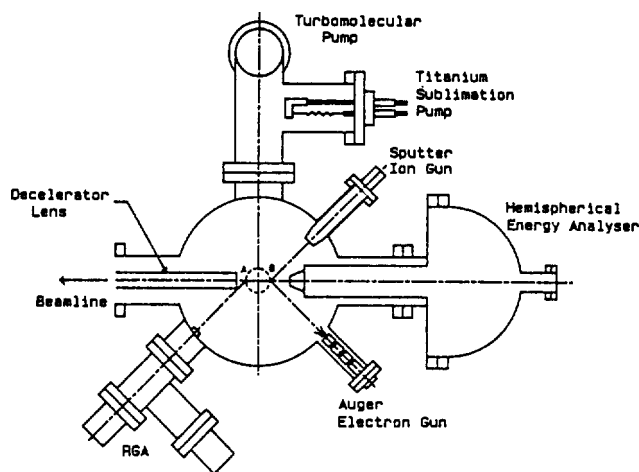 Turbomolecular
Pump
Titanium
Sublimation
Pump
Sputter
Ion Gun
Decelerator
Lens
Hemispherical
Energy Analyser
A
B
Beamline
Auger
Electron Gun
RGA